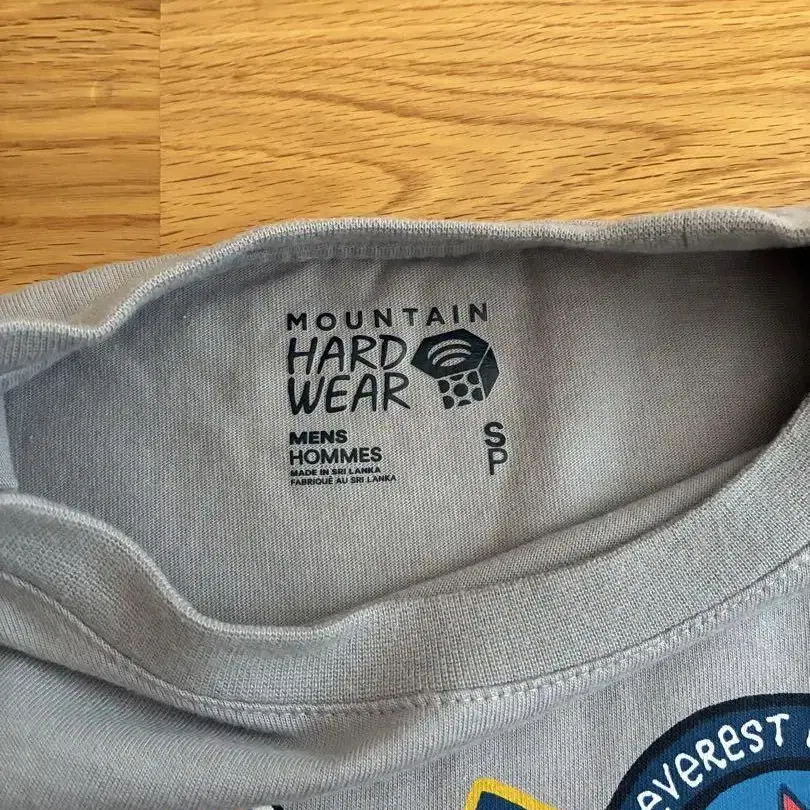 MOUNTAIN
HARD
WEAR
MENS
HOMMES
MADE IN SRI LANKA
FABRIQUÉ AU SRI LANKA
S
P
EVEREST